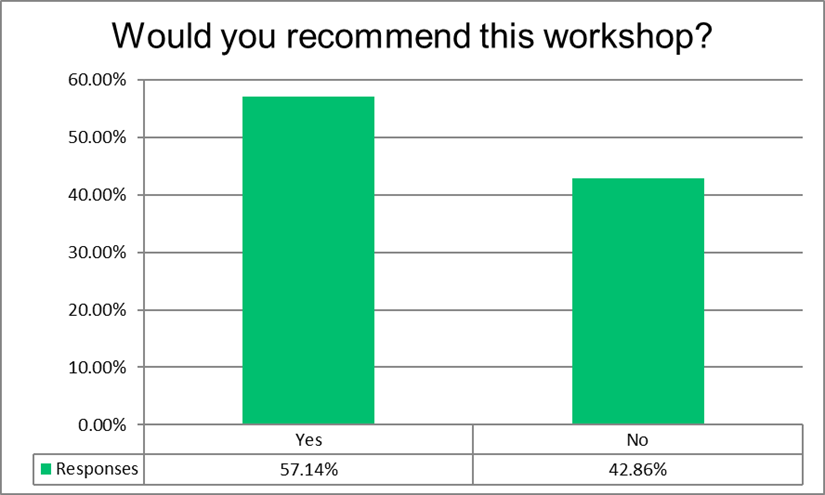 Would you recommend this workshop?
60.00%
50.00%
40.00%
30.00%
20.00%
10.00%
0.00%
Yes No
Responses 57.14% 42.86%